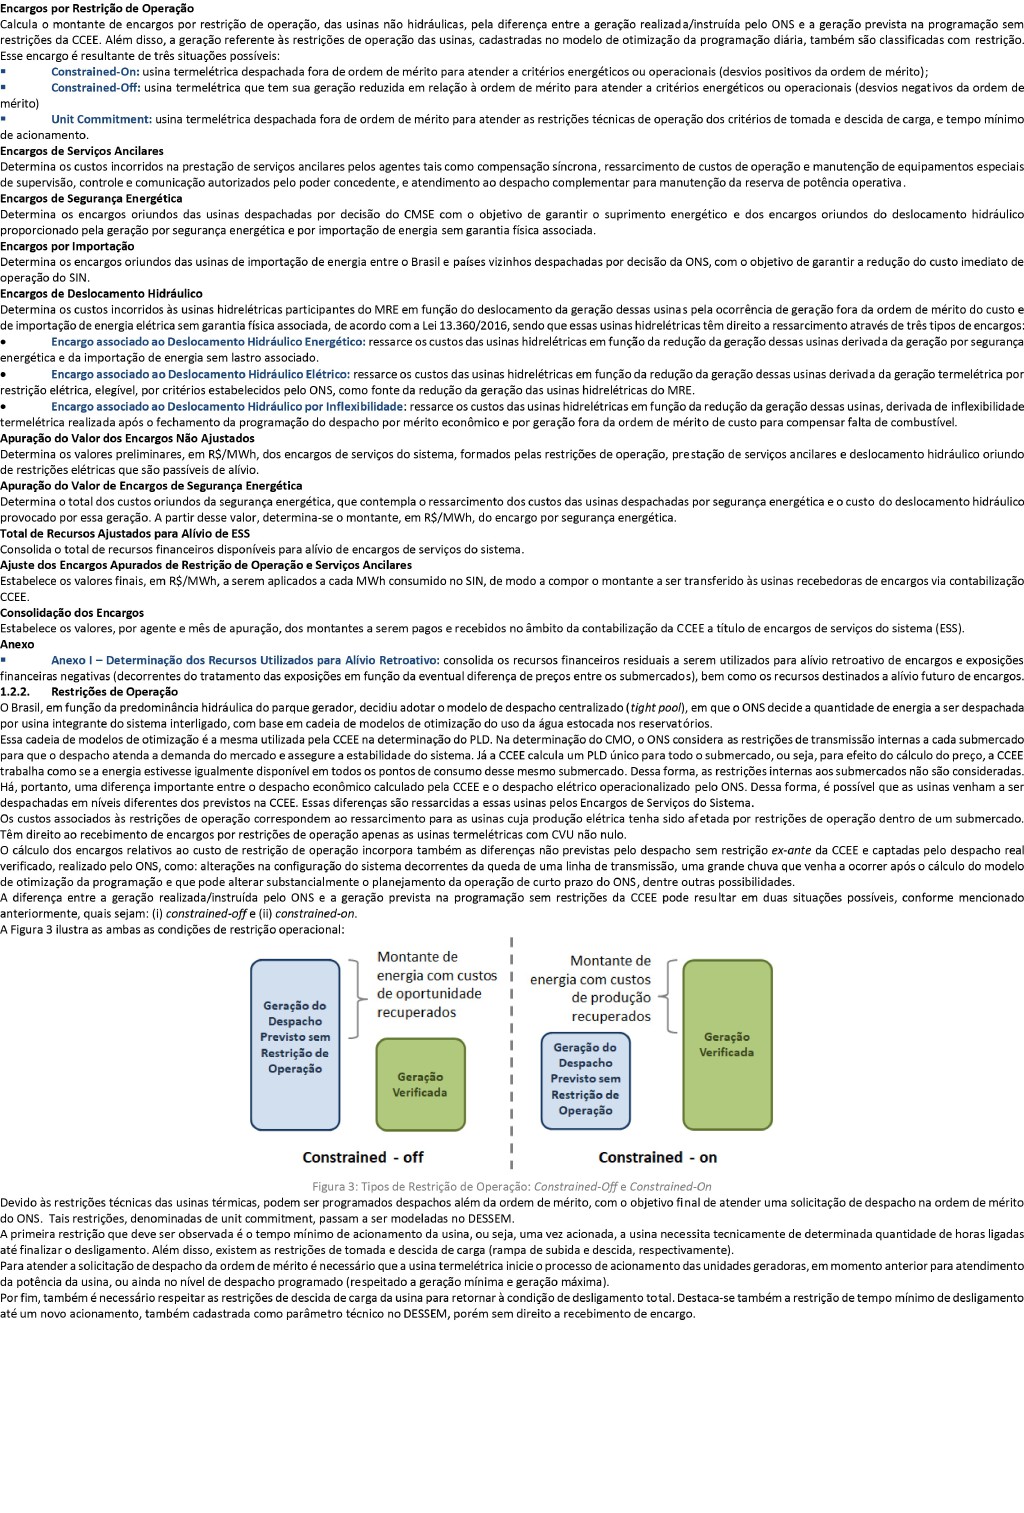 Encargos por Restrição de Operação
Calcula o montante de encargos por restrição de operação, das usinas não hidráulicas, pela diferença entre a geração realizada/instruída pelo ONS e a geração prevista na programação sem
restrições da CCEE. Além disso, a geração referente às restrições de operação das usinas, cadastradas no modelo de otimização da programação diária, também são classificadas com restrição.
Esse encargo é resultante de três situações possíveis:
▪ Constrained-On: usina termelétrica despachada fora de ordem de mérito para atender a critérios energéticos ou operacionais (desvios positivos da ordem de mérito);
▪ Constrained-Off: usina termelétrica que tem sua geração reduzida em relação à ordem de mérito para atender a critérios energéticos ou operacionais (desvios negativos da ordem de
mérito)
▪ Unit Commitment: usina termelétrica despachada fora de ordem de mérito para atender as restrições técnicas de operação dos critérios de tomada e descida de carga, e tempo mínimo
de acionamento.
Encargos de Serviços Ancilares
Determina os custos incorridos na prestação de serviços ancilares pelos agentes tais como compensação síncrona, ressarcimento de custos de operação e manutenção de equipamentos especiais
de supervisão, controle e comunicação autorizados pelo poder concedente, e atendimento ao despacho complementar para manutenção da reserva de potência operativa.
Encargos de Segurança Energética
Determina os encargos oriundos das usinas despachadas por decisão do CMSE com o objetivo de garantir o suprimento energético e dos encargos oriundos do deslocamento hidráulico
proporcionado pela geração por segurança energética e por importação de energia sem garantia física associada.
Encargos por Importação
Determina os encargos oriundos das usinas de importação de energia entre o Brasil e países vizinhos despachadas por decisão da ONS, com o objetivo de garantir a redução do custo imediato de
operação do SIN.
Encargos de Deslocamento Hidráulico
Determina os custos incorridos às usinas hidrelétricas participantes do MRE em função do deslocamento da geração dessas usinas pela ocorrência de geração fora da ordem de mérito do custo e
de importação de energia elétrica sem garantia física associada, de acordo com a Lei 13.360/2016, sendo que essas usinas hidrelétricas têm direito a ressarcimento através de três tipos de encargos:
● Encargo associado ao Deslocamento Hidráulico Energético: ressarce os custos das usinas hidrelétricas em função da redução da geração dessas usinas derivada da geração por segurança
energética e da importação de energia sem lastro associado.
● Encargo associado ao Deslocamento Hidráulico Elétrico: ressarce os custos das usinas hidrelétricas em função da redução da geração dessas usinas derivada da geração termelétrica por
restrição elétrica, elegível, por critérios estabelecidos pelo ONS, como fonte da redução da geração das usinas hidrelétricas do MRE.
● Encargo associado ao Deslocamento Hidráulico por Inflexibilidade: ressarce os custos das usinas hidrelétricas em função da redução da geração dessas usinas, derivada de inflexibilidade
termelétrica realizada após o fechamento da programação do despacho por mérito econômico e por geração fora da ordem de mérito de custo para compensar falta de combustível.
Apuração do Valor dos Encargos Não Ajustados
Determina os valores preliminares, em R$/MWh, dos encargos de serviços do sistema, formados pelas restrições de operação, prestação de serviços ancilares e deslocamento hidráulico oriundo
de restrições elétricas que são passíveis de alívio.
Apuração do Valor de Encargos de Segurança Energética
Determina o total dos custos oriundos da segurança energética, que contempla o ressarcimento dos custos das usinas despachadas por segurança energética e o custo do deslocamento hidráulico
provocado por essa geração. A partir desse valor, determina-se o montante, em R$/MWh, do encargo por segurança energética.
Total de Recursos Ajustados para Alívio de ESS
Consolida o total de recursos financeiros disponíveis para alívio de encargos de serviços do sistema.
Ajuste dos Encargos Apurados de Restrição de Operação e Serviços Ancilares
Estabelece os valores finais, em R$/MWh, a serem aplicados a cada MWh consumido no SIN, de modo a compor o montante a ser transferido às usinas recebedoras de encargos via contabilização
CCEE.
Consolidação dos Encargos
Estabelece os valores, por agente e mês de apuração, dos montantes a serem pagos e recebidos no âmbito da contabilização da CCEE a título de encargos de serviços do sistema (ESS).
Anexo
▪ Anexo I – Determinação dos Recursos Utilizados para Alívio Retroativo: consolida os recursos financeiros residuais a serem utilizados para alívio retroativo de encargos e exposições
financeiras negativas (decorrentes do tratamento das exposições em função da eventual diferença de preços entre os submercados), bem como os recursos destinados a alívio futuro de encargos.
1.2.2. Restrições de Operação
O Brasil, em função da predominância hidráulica do parque gerador, decidiu adotar o modelo de despacho centralizado (tight pool), em que o ONS decide a quantidade de energia a ser despachada
por usina integrante do sistema interligado, com base em cadeia de modelos de otimização do uso da água estocada nos reservatórios.
Essa cadeia de modelos de otimização é a mesma utilizada pela CCEE na determinação do PLD. Na determinação do CMO, o ONS considera as restrições de transmissão internas a cada submercado
para que o despacho atenda a demanda do mercado e assegure a estabilidade do sistema. Já a CCEE calcula um PLD único para todo o submercado, ou seja, para efeito do cálculo do preço, a CCEE
trabalha como se a energia estivesse igualmente disponível em todos os pontos de consumo desse mesmo submercado. Dessa forma, as restrições internas aos submercados não são consideradas.
Há, portanto, uma diferença importante entre o despacho econômico calculado pela CCEE e o despacho elétrico operacionalizado pelo ONS. Dessa forma, é possível que as usinas venham a ser
despachadas em níveis diferentes dos previstos na CCEE. Essas diferenças são ressarcidas a essas usinas pelos Encargos de Serviços do Sistema.
Os custos associados às restrições de operação correspondem ao ressarcimento para as usinas cuja produção elétrica tenha sido afetada por restrições de operação dentro de um submercado.
Têm direito ao recebimento de encargos por restrições de operação apenas as usinas termelétricas com CVU não nulo.
O cálculo dos encargos relativos ao custo de restrição de operação incorpora também as diferenças não previstas pelo despacho sem restrição ex-ante da CCEE e captadas pelo despacho real
verificado, realizado pelo ONS, como: alterações na configuração do sistema decorrentes da queda de uma linha de transmissão, uma grande chuva que venha a ocorrer após o cálculo do modelo
de otimização da programação e que pode alterar substancialmente o planejamento da operação de curto prazo do ONS, dentre outras possibilidades.
A diferença entre a geração realizada/instruída pelo ONS e a geração prevista na programação sem restrições da CCEE pode resultar em duas situações possíveis, conforme mencionado
anteriormente, quais sejam: (i) constrained-off e (ii) constrained-on.
A Figura 3 ilustra as ambas as condições de restrição operacional:
Geração do
Despacho
Previsto sem
Restrição de
Operação
Montante de
energia com custos
de oportunidade
recuperados
Geração
Verificada
Constrained - off
Montante de
energia com custos
de produção
recuperados
Geração do
Despacho
Previsto sem
Restrição de
Operação
Geração
Verificada
Constrained - on
Figura 3: Tipos de Restrição de Operação: Constrained-Off e Constrained-On
Devido às restrições técnicas das usinas térmicas, podem ser programados despachos além da ordem de mérito, com o objetivo final de atender uma solicitação de despacho na ordem de mérito
do ONS. Tais restrições, denominadas de unit commitment, passam a ser modeladas no DESSEM.
A primeira restrição que deve ser observada é o tempo mínimo de acionamento da usina, ou seja, uma vez acionada, a usina necessita tecnicamente de determinada quantidade de horas ligadas
até finalizar o desligamento. Além disso, existem as restrições de tomada e descida de carga (rampa de subida e descida, respectivamente).
Para atender a solicitação de despacho da ordem de mérito é necessário que a usina termelétrica inicie o processo de acionamento das unidades geradoras, em momento anterior para atendimento
da potência da usina, ou ainda no nível de despacho programado (respeitado a geração mínima e geração máxima).
Por fim, também é necessário respeitar as restrições de descida de carga da usina para retornar à condição de desligamento total. Destaca-se também a restrição de tempo mínimo de desligamento
até um novo acionamento, também cadastrada como parâmetro técnico no DESSEM, porém sem direito a recebimento de encargo.